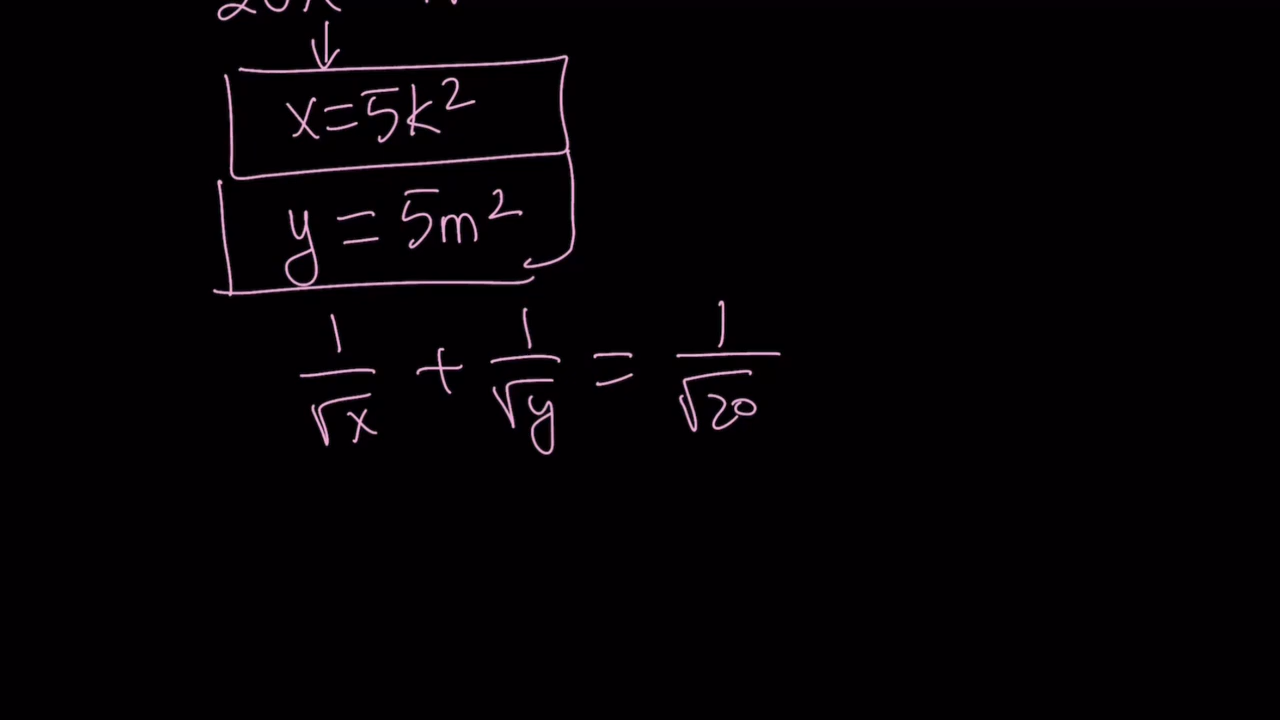 x=5k²
y=5m²
1/√x + 1/√y = 1/√20